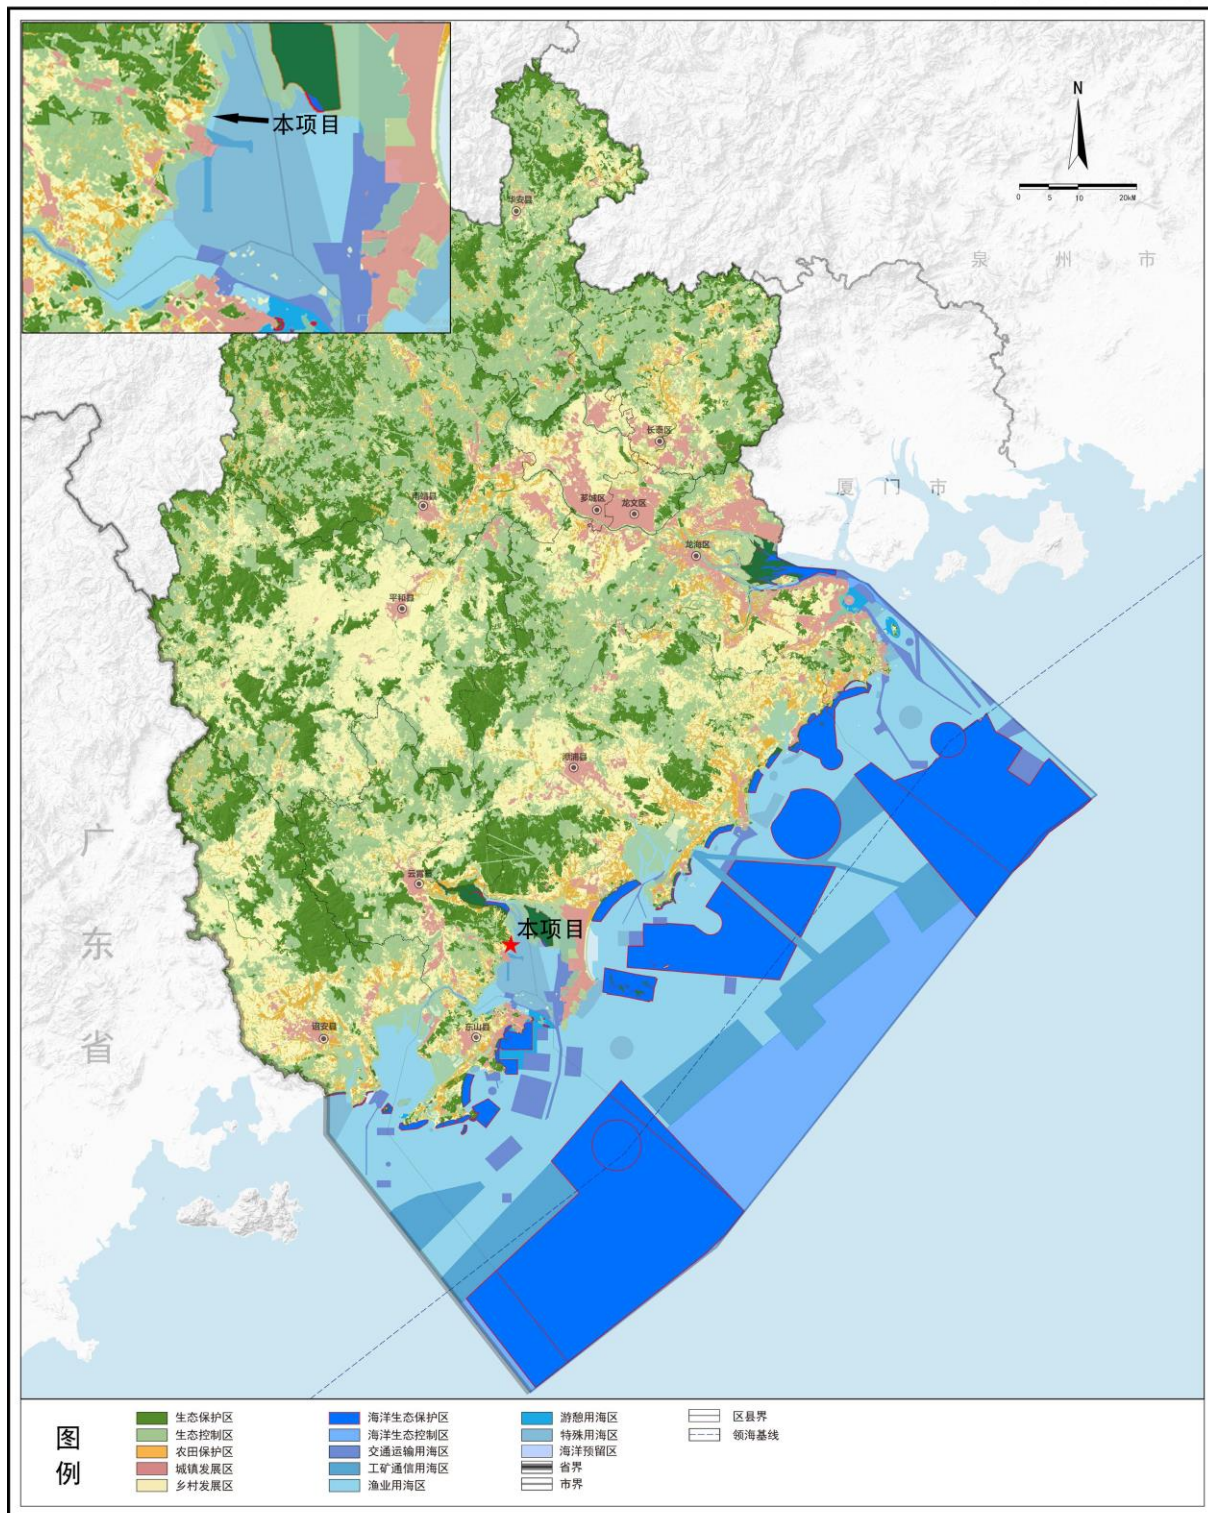 本项目
N
0 5 10 20kM
泉州市
华安县
长泰区
厦门市
南靖县
芗城区
龙文区
龙海区
平和县
漳浦县
广东省
云霄县
本项目
诏安县
东山县
图例
生态保护区
生态控制区
农田保护区
城镇发展区
乡村发展区
海洋生态保护区
海洋生态控制区
交通运输用海区
工矿通信用海区
渔业用海区
游憩用海区
特殊用海区
海洋预留区
省界
市界
区县界
领海基线